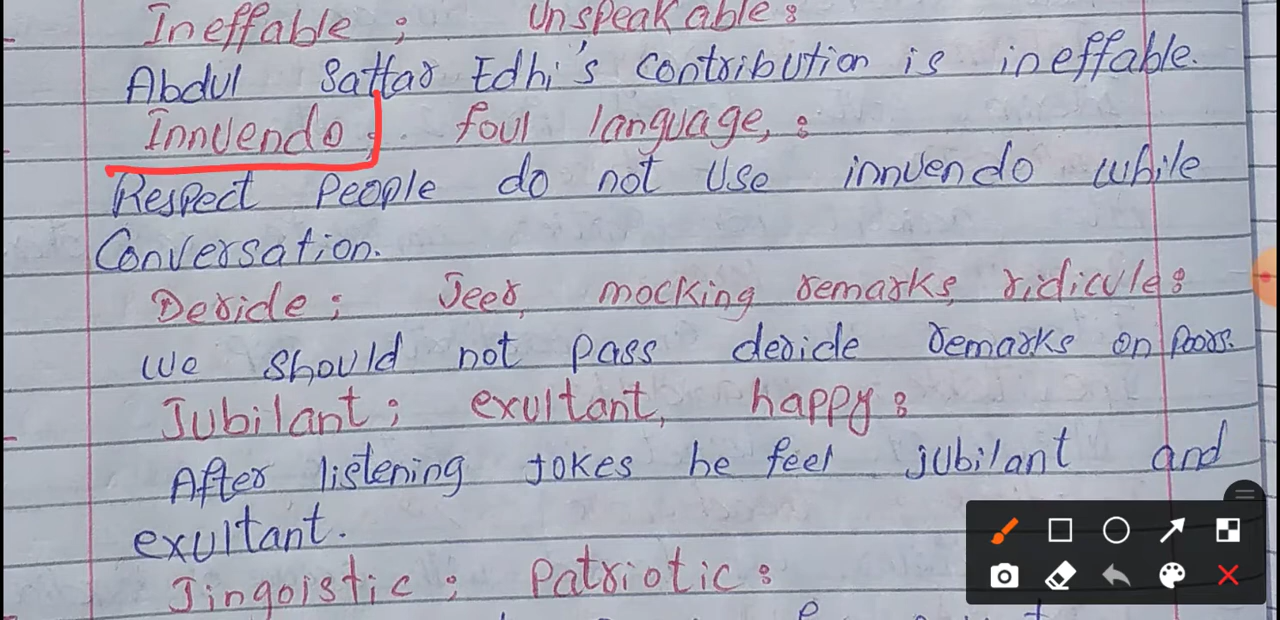 Ineffable ; Unspeakable :
Abdul Sattar Edhi's contribution is ineffable.
Innuendo ; foul language, :
Respect People do not Use innuendo while
Conversation.
Deride ; Jeer, mocking remarks, ridicule :
We should not pass deride remarks on poors.
Jubilant ; exultant, happy :
After listening jokes he feel jubilant and
exultant.
Jingoistic ; Patriotic :